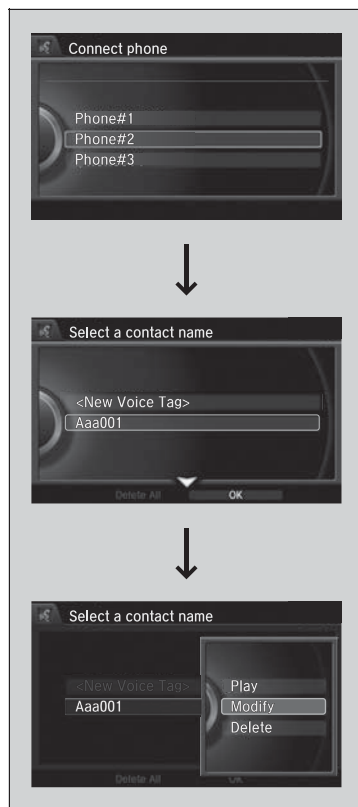 Connect phone
Phone#1
Phone#2
Phone#3
Select a contact name
<New Voice Tag>
Aaa001
Delete All OK
Select a contact name
<New Voice Tag>
Aaa001
Play
Modify
Delete
Delete All OK